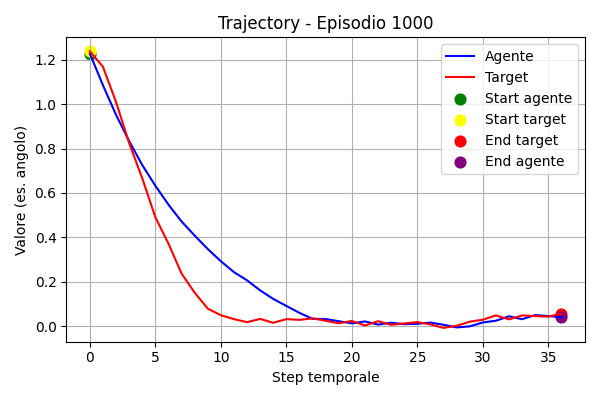 Trajectory - Episodio 1000
Valore (es. angolo)
1.2
1.0
0.8
0.6
0.4
0.2
0.0
Agente
Target
Start agente
Start target
End target
End agente
0 5 10 15 20 25 30 35
Step temporale